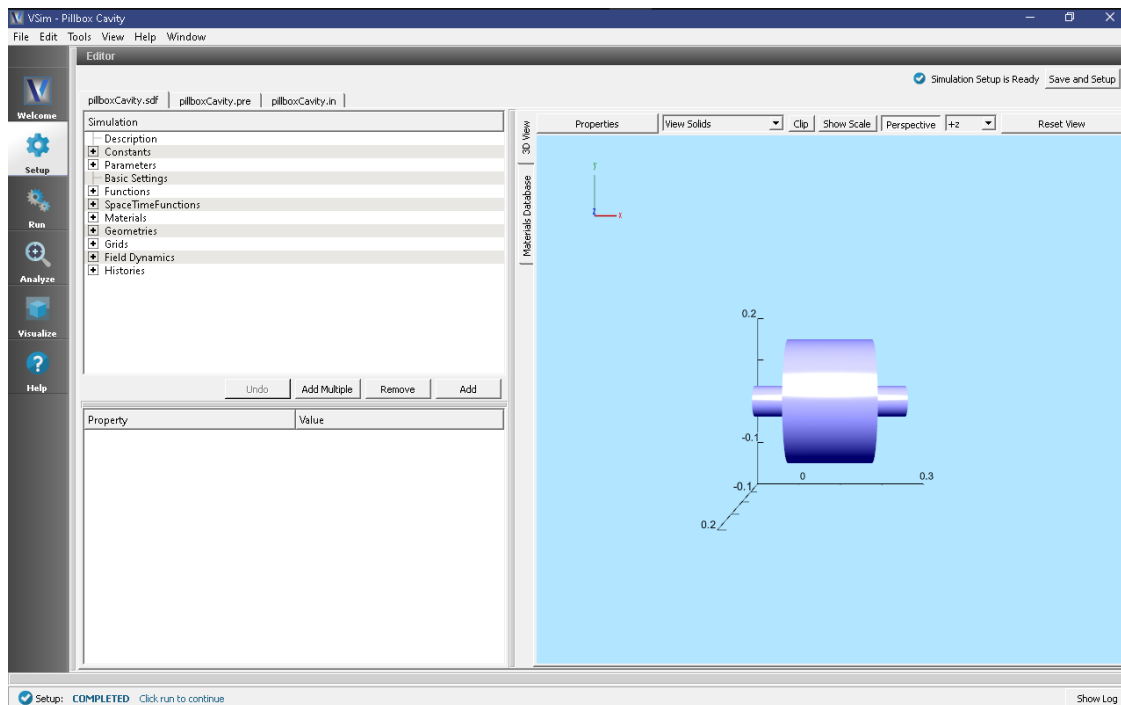 VSim - Pillbox Cavity
File Edit Tools View Help Window
Editor
Simulation Setup is Ready Save and Setup
pillboxCavity.sdf pillboxCavity.pre pillboxCavity.in
Welcome
Setup
Run
Analyze
Visualize
Help
Simulation
Description
Constants
Parameters
Basic Settings
Functions
SpaceTimeFunctions
Materials
Geometries
Grids
Field Dynamics
Histories
Undo Add Multiple Remove Add
Property Value
3D View
Materials Database
Properties View Solids Clip Show Scale Perspective +z Reset View
y
z x
0.2
-0.1
0 0.3
-0.1
0.2
Setup: COMPLETED Click run to continue Show Log